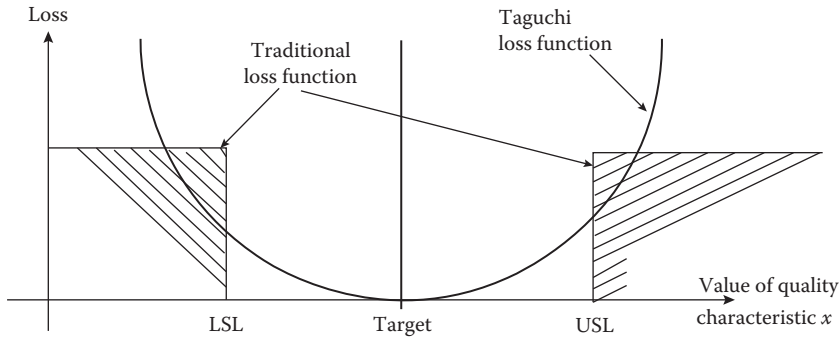 Loss
Traditional
loss function
Taguchi
loss function
Value of quality
characteristic x
LSL
Target
USL